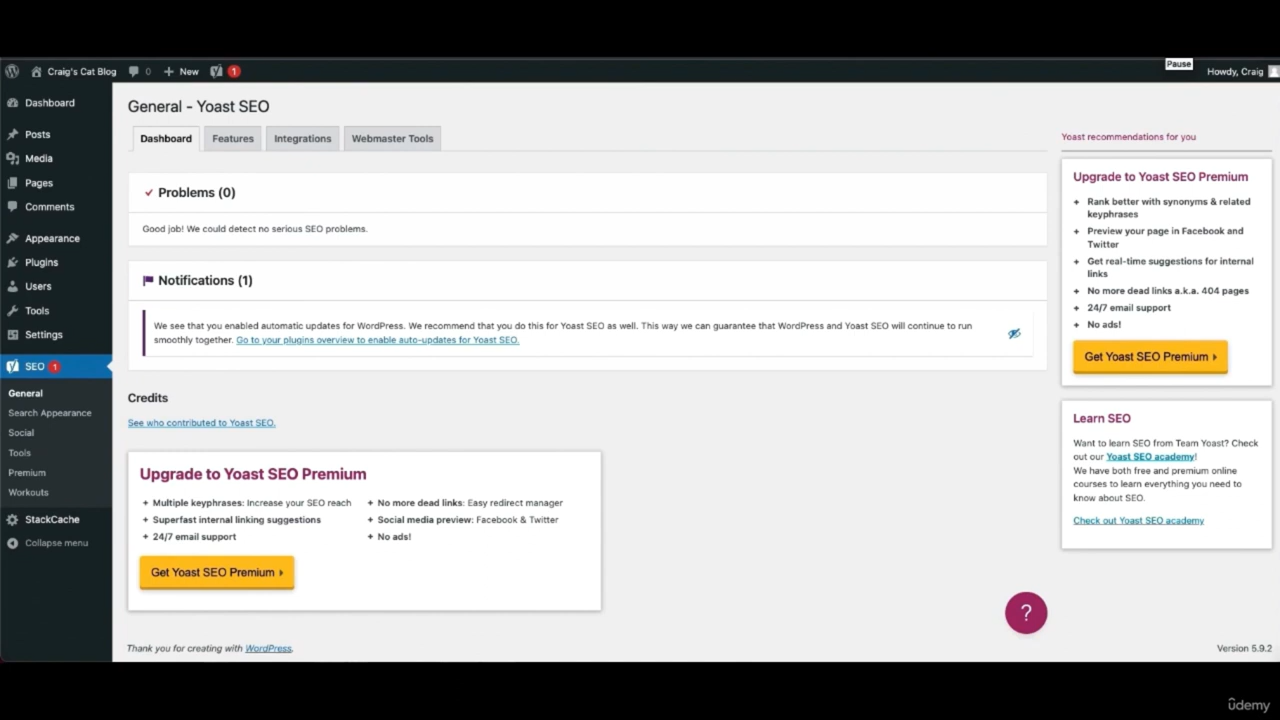 Craig's Cat Blog 0 New 1 Pause Howdy, Craig
Dashboard
Posts
Media
Pages
Comments
Appearance
Plugins
Users
Tools
Settings
SEO 1
General
Search Appearance
Social
Tools
Premium
Workouts
StackCache
Collapse menu
General - Yoast SEO
Dashboard Features Integrations Webmaster Tools
Problems (0)
Good job! We could detect no serious SEO problems.
Notifications (1)
We see that you enabled automatic updates for WordPress. We recommend that you do this for Yoast SEO as well. This way we can guarantee that WordPress and Yoast SEO will continue to run
smoothly together. Go to your plugins overview to enable auto-updates for Yoast SEO.
Credits
See who contributed to Yoast SEO.
Upgrade to Yoast SEO Premium
+ Multiple keyphrases: Increase your SEO reach
+ Superfast internal linking suggestions
+ 24/7 email support
+ No more dead links: Easy redirect manager
+ Social media preview: Facebook & Twitter
+ No ads!
Get Yoast SEO Premium
Thank you for creating with WordPress.
Yoast recommendations for you
Upgrade to Yoast SEO Premium
+ Rank better with synonyms & related
keyphrases
+ Preview your page in Facebook and
Twitter
+ Get real-time suggestions for internal
links
+ No more dead links a.k.a. 404 pages
+ 24/7 email support
+ No ads!
Get Yoast SEO Premium
Learn SEO
Want to learn SEO from Team Yoast? Check
out our Yoast SEO academy!
We have both free and premium online
courses to learn everything you need to
know about SEO.
Check out Yoast SEO academy
?
Version 5.9.2
udemy